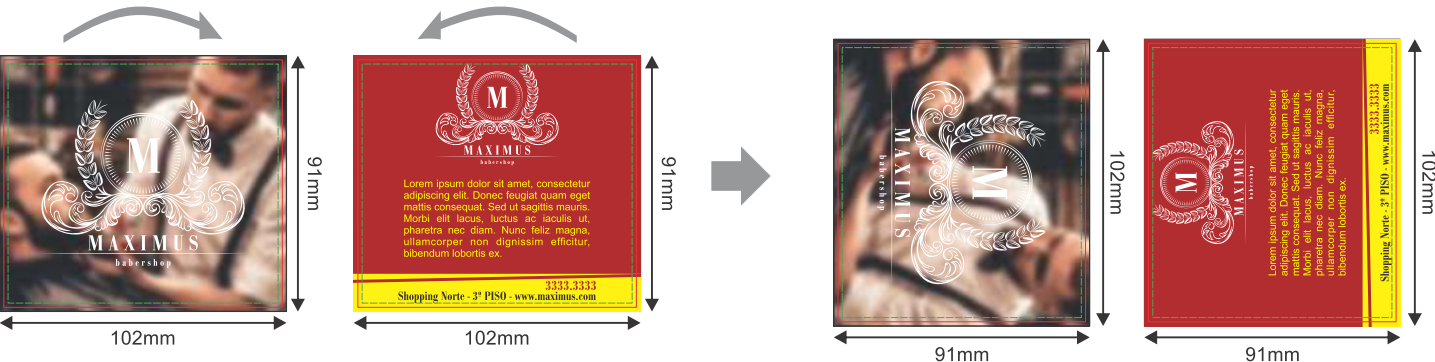 M
MAXIMUS
babershop
91mm
102mm
M
MAXIMUS
babershop
Lorem ipsum dolor sit amet, consectetur
adipiscing elit. Donec feugiat quam eget
mattis consequat. Sed ut sagittis mauris.
Morbi elit lacus, luctus ac iaculis ut,
pharetra nec diam. Nunc feliz magna,
ullamcorper non dignissim efficitur,
bibendum lobortis ex.
3333.3333
Shopping Norte - 3º PISO - www.maximus.com
91mm
102mm
M
MAXIMUS
babershop
102mm
91mm
M
MAXIMUS
babershop
Lorem ipsum dolor sit amet, consectetur
adipiscing elit. Donec feugiat quam eget
mattis consequat. Sed ut sagittis mauris.
Morbi elit lacus, luctus ac iaculis ut,
pharetra nec diam. Nunc feliz magna,
ullamcorper non dignissim efficitur,
bibendum lobortis ex.
3333.3333
Shopping Norte - 3º PISO - www.maximus.com
102mm
91mm